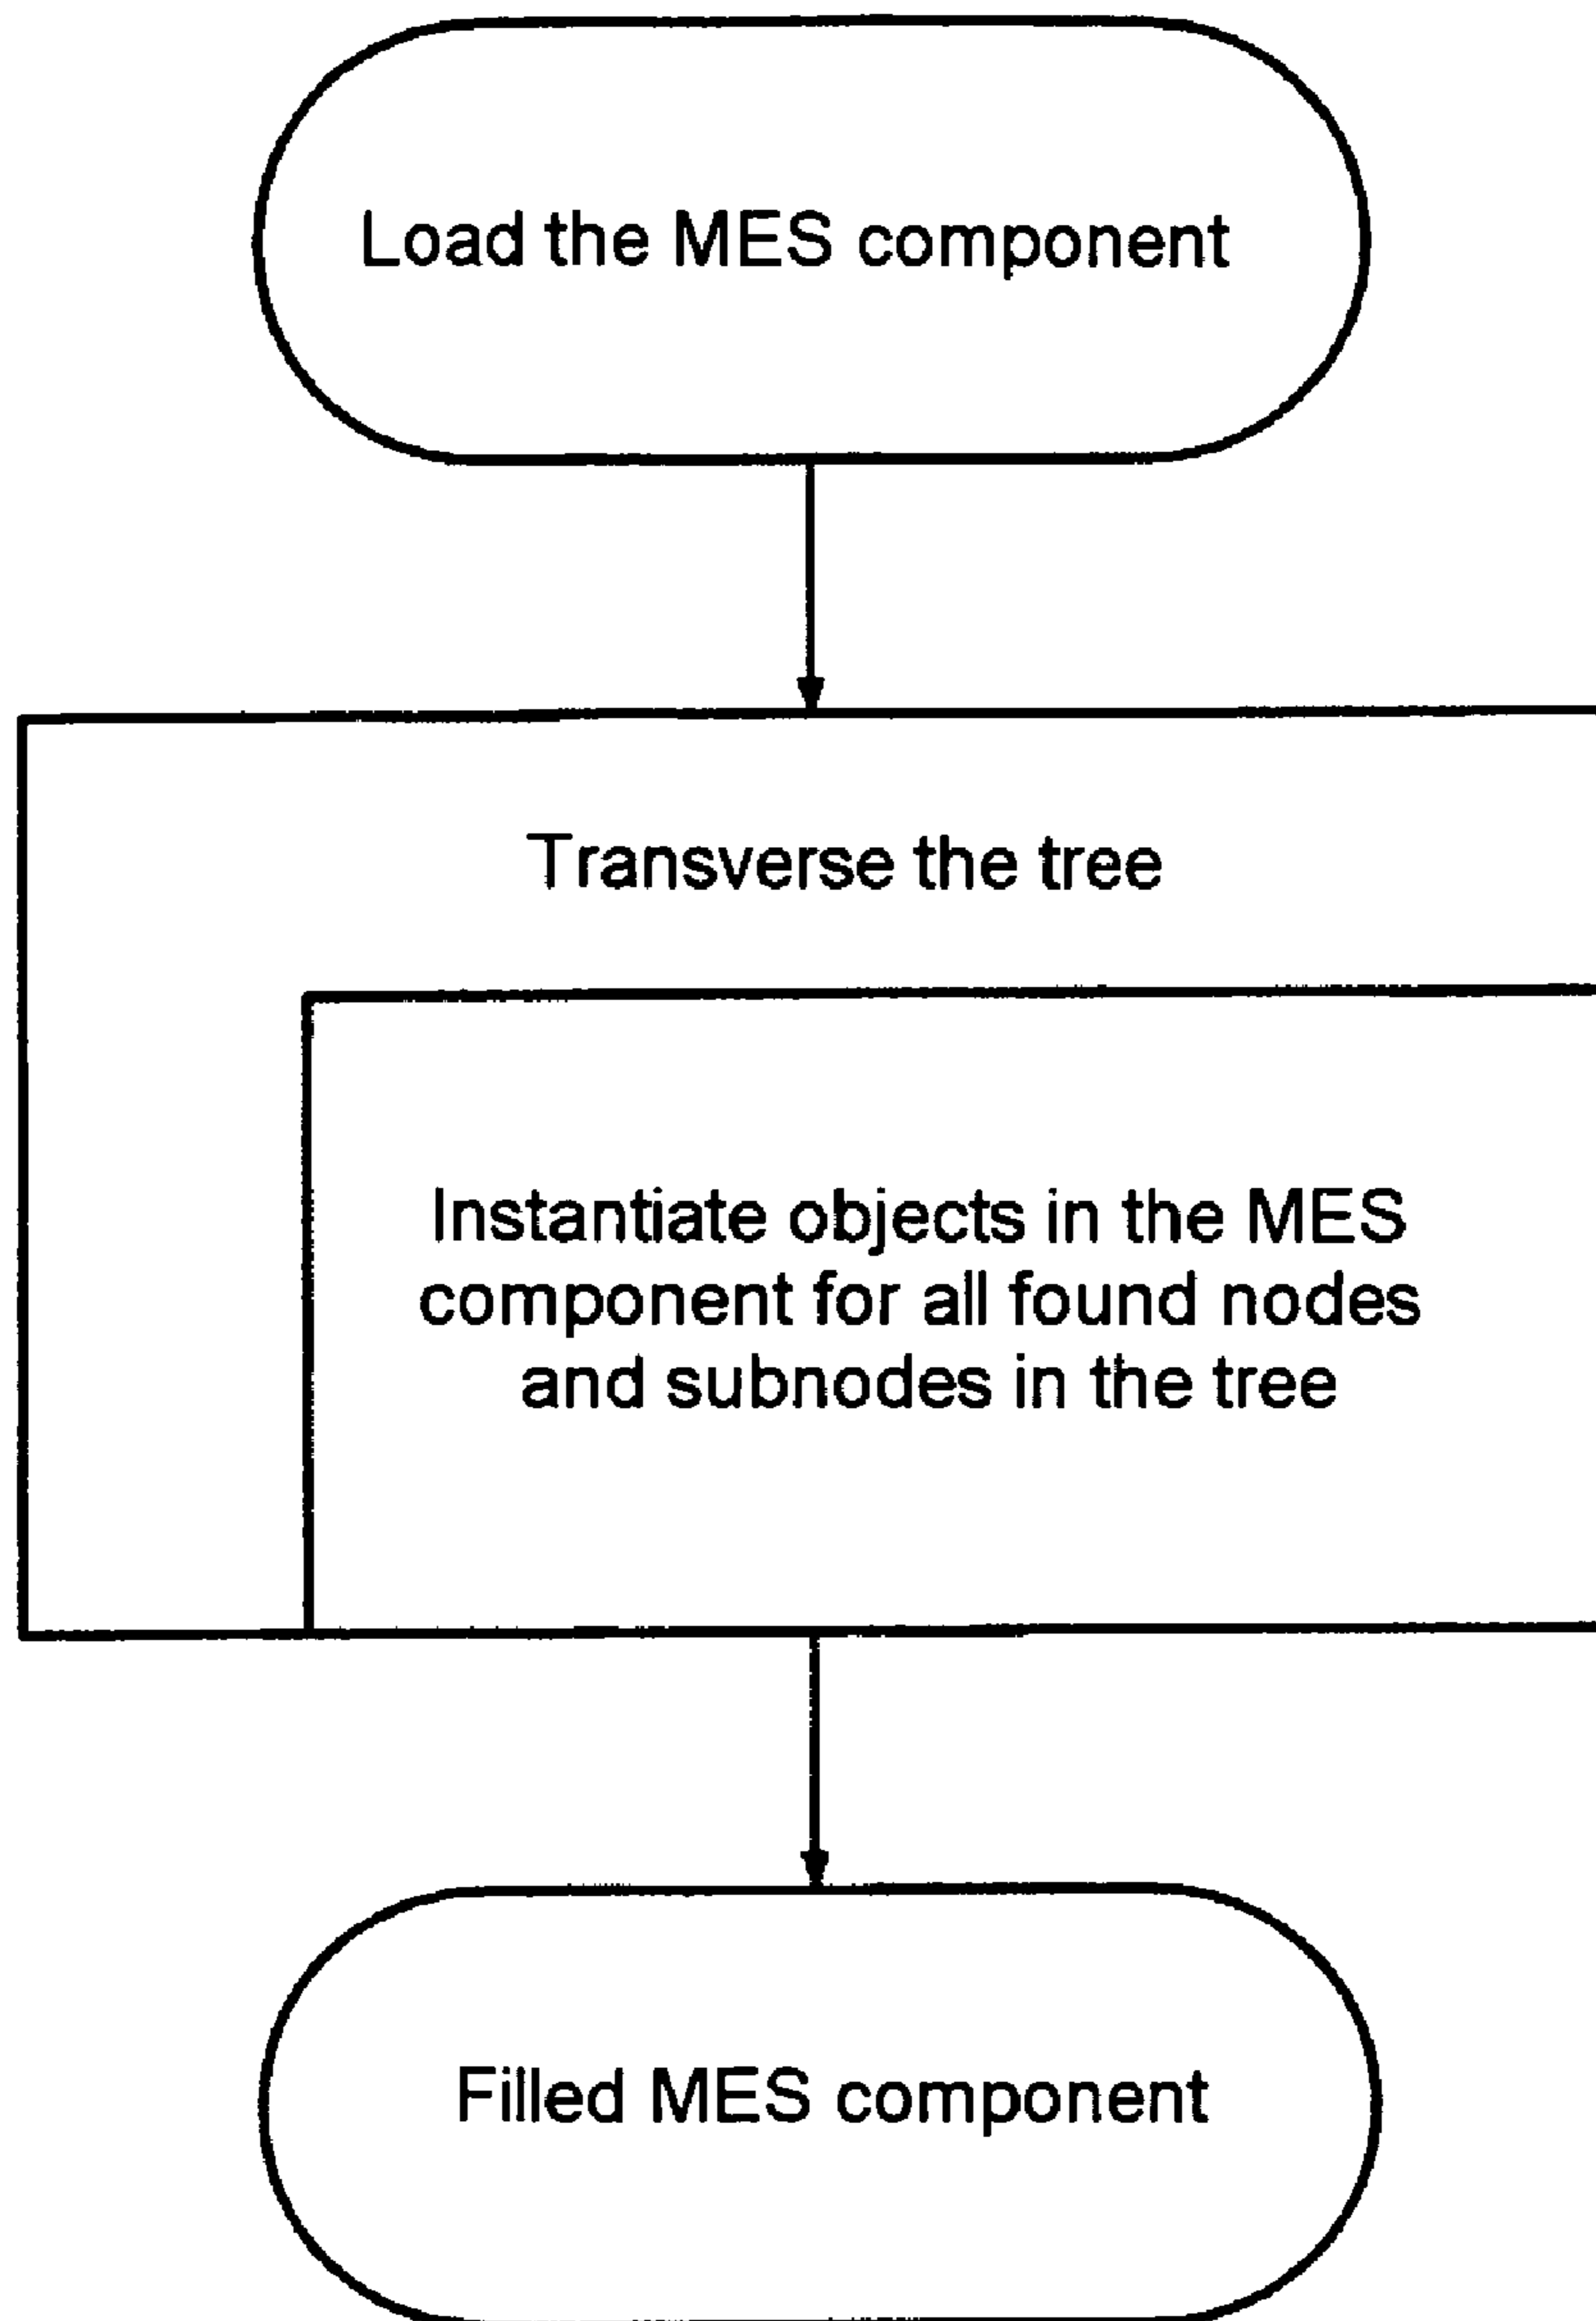 Load the MES component
Transverse the tree
Instantiate objects in the MES
component for all found nodes
and subnodes in the tree
Filled MES component